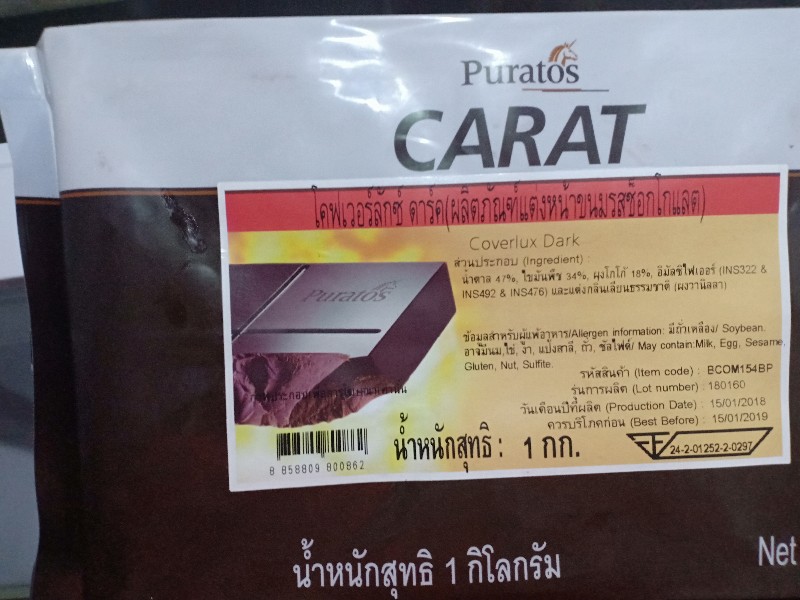 Puratos
CARAT
โคฟเวอร์ลักซ์ ดาร์ค(ผลิตภัณฑ์แต่งหน้าขนมรสช็อกโกแลต)
Coverlux Dark
ส่วนประกอบ (Ingredient) :
น้ำตาล 47%, ไขมันพืช 34%, ผงโกโก้ 18%, อิมัลซิไฟเออร์ (INS322 &
INS492 & INS476) และแต่งกลิ่นเลียนธรรมชาติ (ผงวานิลลา)
Puratos
ข้อมูลสำหรับผู้แพ้อาหาร/Allergen information: มีถั่วเหลือง/ Soybean.
อาจมีนม,ไข่, งา, แป้งสาลี, ถั่ว, ซัลไฟต์/ May contain:Milk, Egg, Sesame,
Gluten, Nut, Sulfite.
รหัสสินค้า (Item code) : BCOM154BP
รุ่นการผลิต (Lot number) : 180160
วันเดือนปีที่ผลิต (Production Date) : 15/01/2018
ควรบริโภคก่อน (Best Before) : 15/01/2019
น้ำหนักสุทธิ : 1 กก.
24-2-01252-2-0297
8 858809 800862
น้ำหนักสุทธิ 1 กิโลกรัม
Net